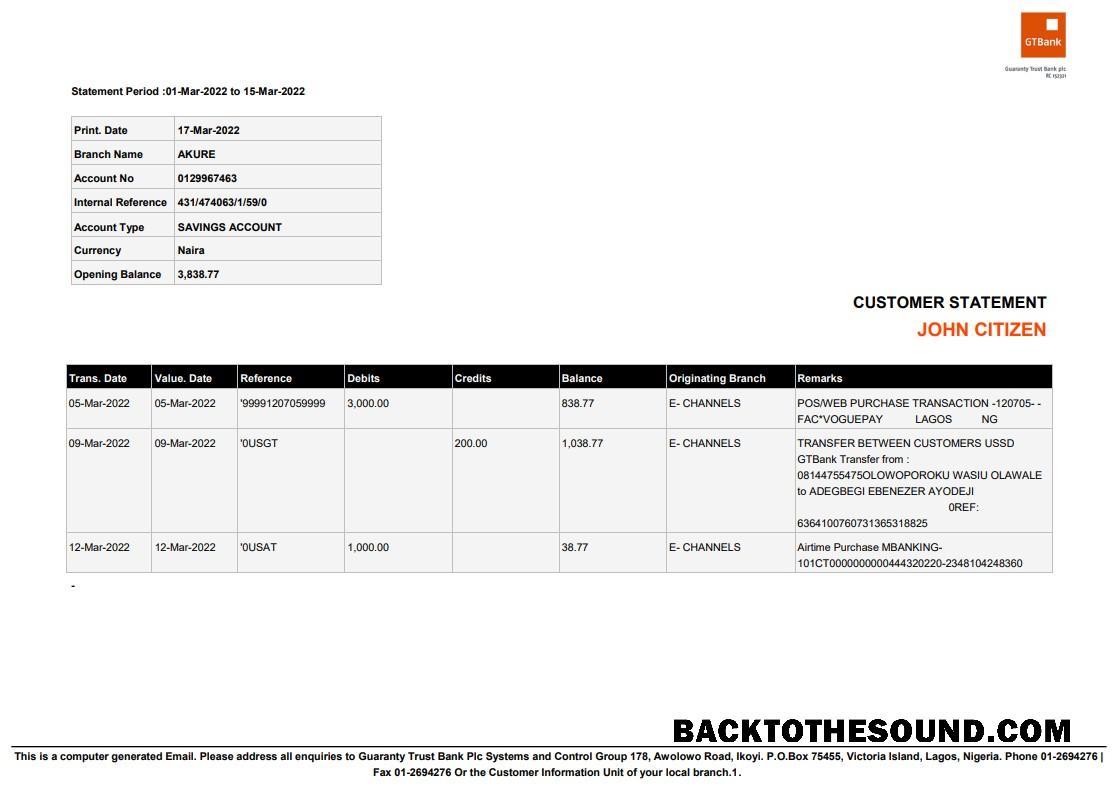 GTBank
Guaranty Trust Bank plc
RC 152321
Statement Period :01-Mar-2022 to 15-Mar-2022
Print. Date 17-Mar-2022
Branch Name AKURE
Account No 0129967463
Internal Reference 431/474063/1/59/0
Account Type SAVINGS ACCOUNT
Currency Naira
Opening Balance 3,838.77
CUSTOMER STATEMENT
JOHN CITIZEN
Trans. Date Value. Date Reference Debits Credits Balance Originating Branch Remarks
05-Mar-2022 05-Mar-2022 '99991207059999 3,000.00 838.77 E- CHANNELS POS/WEB PURCHASE TRANSACTION -120705- -
FAC*VOGUEPAY LAGOS NG
09-Mar-2022 09-Mar-2022 '0USGT 200.00 1,038.77 E- CHANNELS TRANSFER BETWEEN CUSTOMERS USSD
GTBank Transfer from :
08144755475OLOWOPOROKU WASIU OLAWALE
to ADEGBEGI EBENEZER AYODEJI
0REF:
6364100760731365318825
12-Mar-2022 12-Mar-2022 '0USAT 1,000.00 38.77 E- CHANNELS Airtime Purchase MBANKING-
101CT0000000000444320220-2348104248360
-
BACKTOTHESOUND.COM
This is a computer generated Email. Please address all enquiries to Guaranty Trust Bank Plc Systems and Control Group 178, Awolowo Road, Ikoyi. P.O.Box 75455, Victoria Island, Lagos, Nigeria. Phone 01-2694276 |
Fax 01-2694276 Or the Customer Information Unit of your local branch.1.